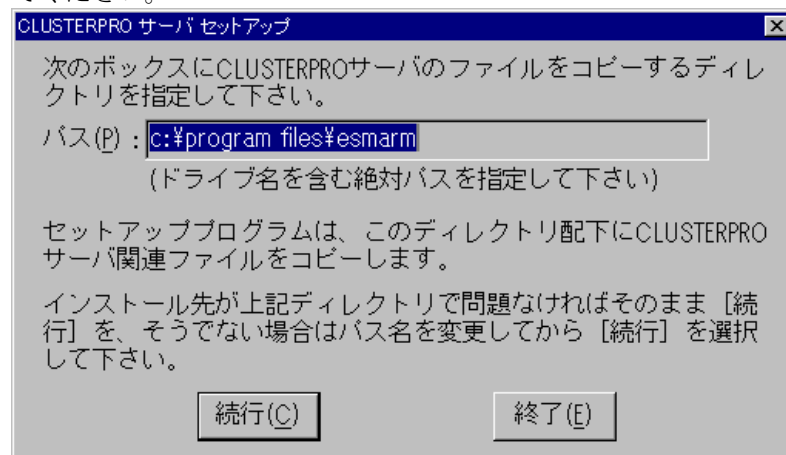 てください。
CLUSTERPRO サーバ セットアップ
次のボックスにCLUSTERPROサーバのファイルをコピーするディレ
クトリを指定して下さい。
パス(P) : c:¥program files¥esmarm
(ドライブ名を含む絶対パスを指定して下さい)
セットアッププログラムは、このディレクトリ配下にCLUSTERPRO
サーバ関連ファイルをコピーします。
インストール先が上記ディレクトリで問題なければそのまま［続
行］を、そうでない場合はパス名を変更してから［続行］を選択
して下さい。
続行(C) 終了(E)